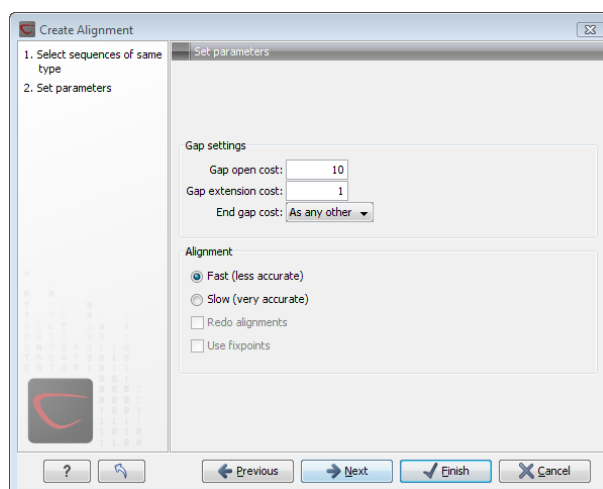 Create Alignment
1. Select sequences of same
type
2. Set parameters
Set parameters
Gap settings
Gap open cost: 10
Gap extension cost: 1
End gap cost: As any other
Alignment
Fast (less accurate)
Slow (very accurate)
Redo alignments
Use fixpoints
? Previous Next Finish Cancel